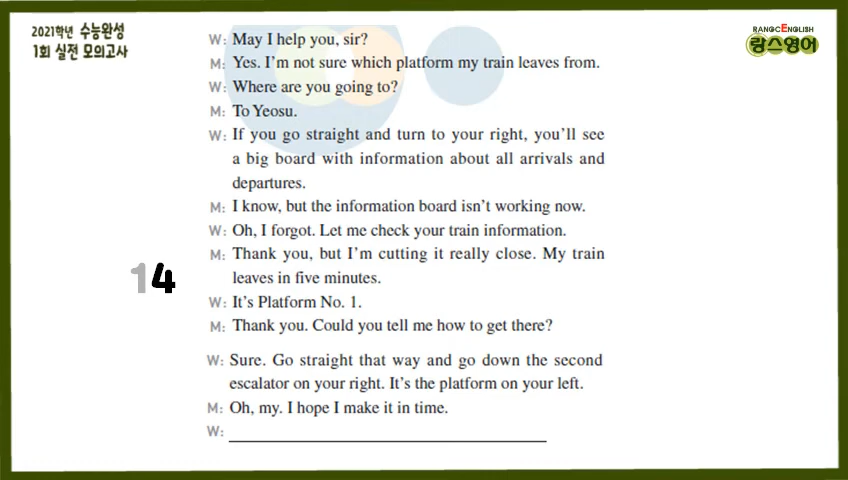 2021학년 수능완성
1회 실전 모의고사
RANGCENGLISH
랑스영어
W: May I help you, sir?
M: Yes. I'm not sure which platform my train leaves from.
W: Where are you going to?
M: To Yeosu.
W: If you go straight and turn to your right, you'll see
a big board with information about all arrivals and
departures.
M: I know, but the information board isn't working now.
W: Oh, I forgot. Let me check your train information.
M: Thank you, but I'm cutting it really close. My train
leaves in five minutes.
14
W: It's Platform No. 1.
M: Thank you. Could you tell me how to get there?
W: Sure. Go straight that way and go down the second
escalator on your right. It's the platform on your left.
M: Oh, my. I hope I make it in time.
W: